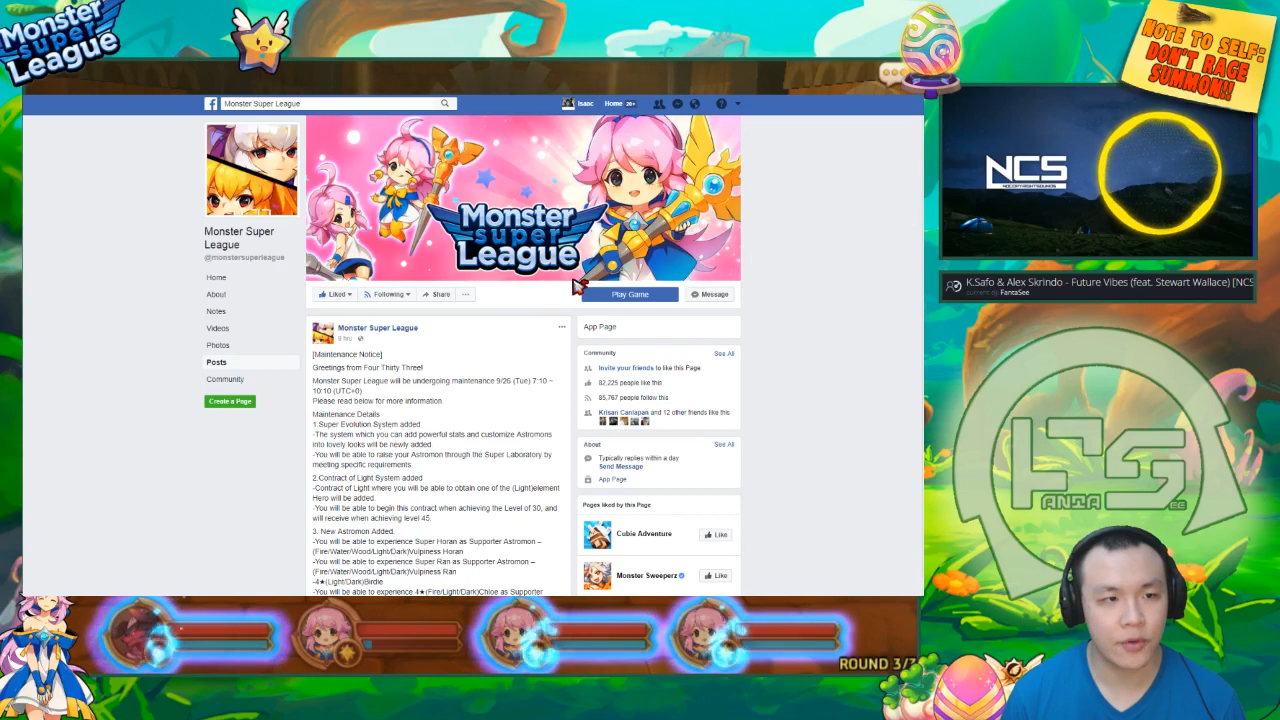 Monster
super
League
NOTE TO SELF:
DON'T RAGE
SUMMON!!
Monster Super League
Isaac
Home 20+
Monster
super
League
NCS
Monster Super
League
@monstersuperleague
Home
About
Notes
Videos
Photos
Posts
Community
Create a Page
Liked
Following
Share
Play Game
Message
K.Safo & Alex Skrindo - Future Vibes (feat. Stewart Wallace) [NCS
FantaSee
Monster Super League
9 hrs
[Maintenance Notice]
Greetings from Four Thirty Three!
Monster Super League will be undergoing maintenance 9/26 (Tue) 7:10 ~
10:10 (UTC+0)
Please read below for more information.
Maintenance Details
1.Super Evolution System added
-The system which you can add powerful stats and customize Astromons
into lovely looks will be newly added.
-You will be able to raise your Astromon through the Super Laboratory by
meeting specific requirements.
2.Contract of Light System added
-Contract of Light where you will be able to obtain one of the (Light)element
Hero will be added.
-You will be able to begin this contract when achieving the Level of 30, and
will receive when achieving level 45.
3. New Astromon Added.
-You will be able to experience Super Horan as Supporter Astromon –
(Fire/Water/Wood/Light/Dark)Vulpiness Horan
-You will be able to experience Super Ran as Supporter Astromon –
(Fire/Water/Wood/Light/Dark)Vulpiness Ran
-4★(Light/Dark)Birdie
-You will be able to experience 4★(Fire/Light/Dark)Chloe as Supporter
App Page
Community
See All
Invite your friends to like this Page
82,225 people like this
85,767 people follow this
Krisan Canlapan and 12 other friends like this
About
See All
Typically replies within a day
Send Message
App Page
Pages liked by this Page
Cubie Adventure
Like
Monster Sweeperz
Like
FANTA
ROUND 3/3